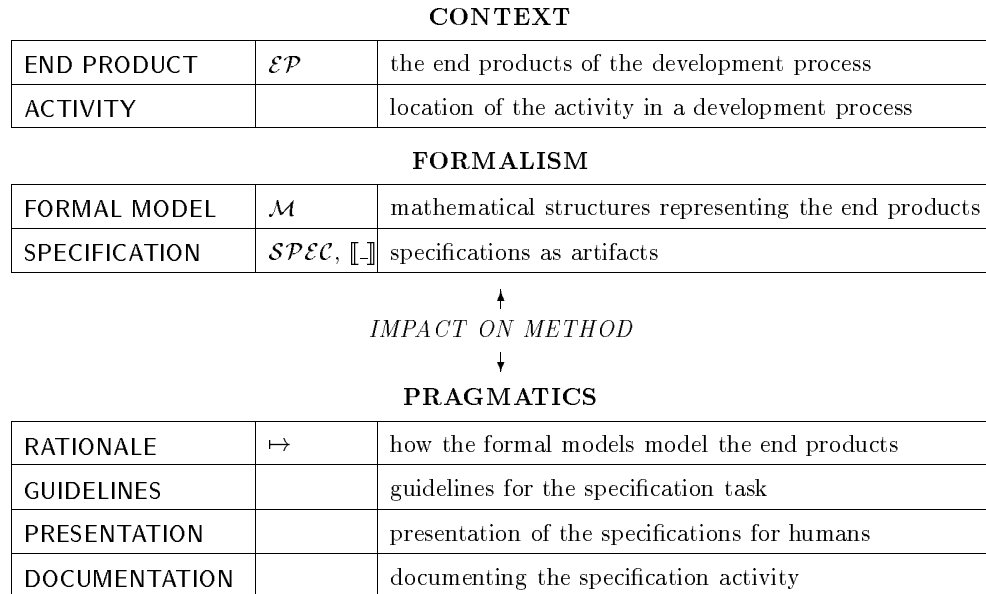 CONTEXT
END PRODUCT ℰ𝒫 the end products of the development process
ACTIVITY location of the activity in a development process
FORMALISM
FORMAL MODEL ℳ mathematical structures representing the end products
SPECIFICATION 𝒮𝒫ℰ𝒞, ⟦_⟧ specifications as artifacts
↑
IMPACT ON METHOD
↓
PRAGMATICS
RATIONALE ↦ how the formal models model the end products
GUIDELINES guidelines for the specification task
PRESENTATION presentation of the specifications for humans
DOCUMENTATION documenting the specification activity